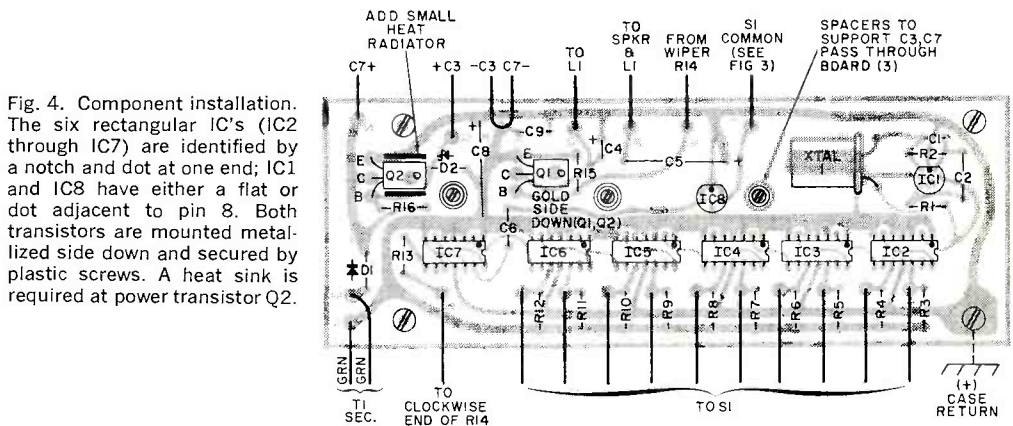 Fig. 4. Component installation.
The six rectangular IC's (IC2
through IC7) are identified by
a notch and dot at one end; IC1
and IC8 have either a flat or
dot adjacent to pin 8. Both
transistors are mounted metal-
lized side down and secured by
plastic screws. A heat sink is
required at power transistor Q2.
ADD SMALL
HEAT
RADIATOR
C7+
+C3
-C3 C7-
TO
L1
TO
SPKR
&
L1
FROM
WIPER
R14
S1
COMMON
(SEE
FIG 3)
SPACERS TO
SUPPORT C3,C7
PASS THROUGH
BOARD (3)
E
C
B
Q2
-R16-
D2-
+
C8
-C9-
E
C
B
Q1
GOLD
SIDE
DOWN(Q1,Q2)
R15
+
C4
-C5-
+
IC8
XTAL
C1-
-R2-
IC1
C2
-R1-
C6
R13
D1
IC7
IC6
IC5
IC4
IC3
IC2
-R12-
-R11-
-R10-
-R9-
-R8-
-R7-
-R6-
-R5-
-R4-
-R3-
GRN
GRN
T1
SEC.
TO
CLOCKWISE
END OF R14
TO S1
(+)
CASE
RETURN